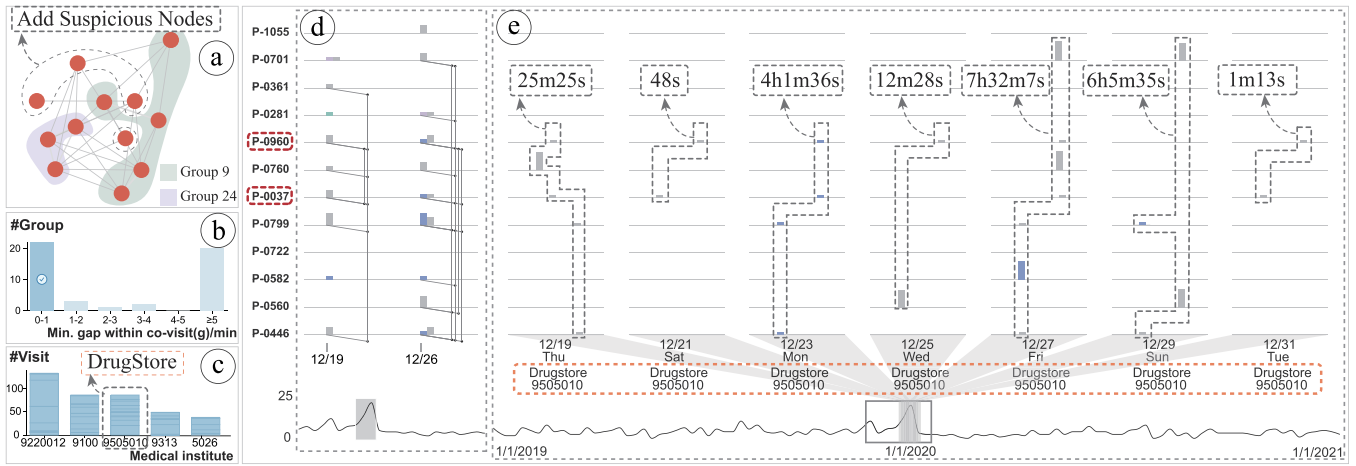 Add Suspicious Nodes
a
Group 9
Group 24
#Group
b
20
10
0
0-1 1-2 2-3 3-4 4-5 ≥5
Min. gap within co-visit(g)/min
#Visit
c
DrugStore
100
50
0
9220012 9100 9505010 9313 5026
Medical institute
d
P-1055
P-0701
P-0361
P-0281
P-0960
P-0760
P-0037
P-0799
P-0722
P-0582
P-0560
P-0446
12/19 12/26
25
0
e
25m25s 48s 4h1m36s 12m28s 7h32m7s 6h5m35s 1m13s
12/19 12/21 12/23 12/25 12/27 12/29 12/31
Thu Sat Mon Wed Fri Sun Tue
Drugstore Drugstore Drugstore Drugstore Drugstore Drugstore Drugstore
9505010 9505010 9505010 9505010 9505010 9505010 9505010
1/1/2019 1/1/2020 1/1/2021